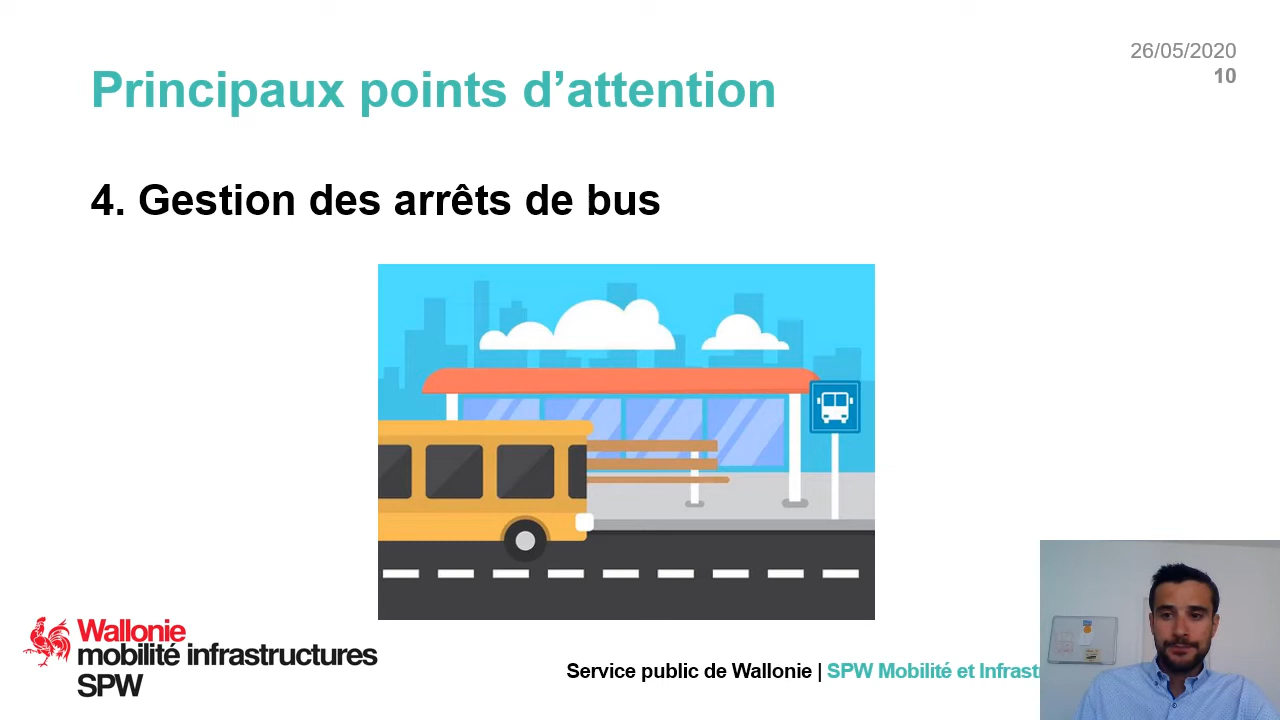 26/05/2020
10
Principaux points d’attention
4. Gestion des arrêts de bus
Wallonie
mobilité infrastructures
SPW
Service public de Wallonie | SPW Mobilité et Infrast